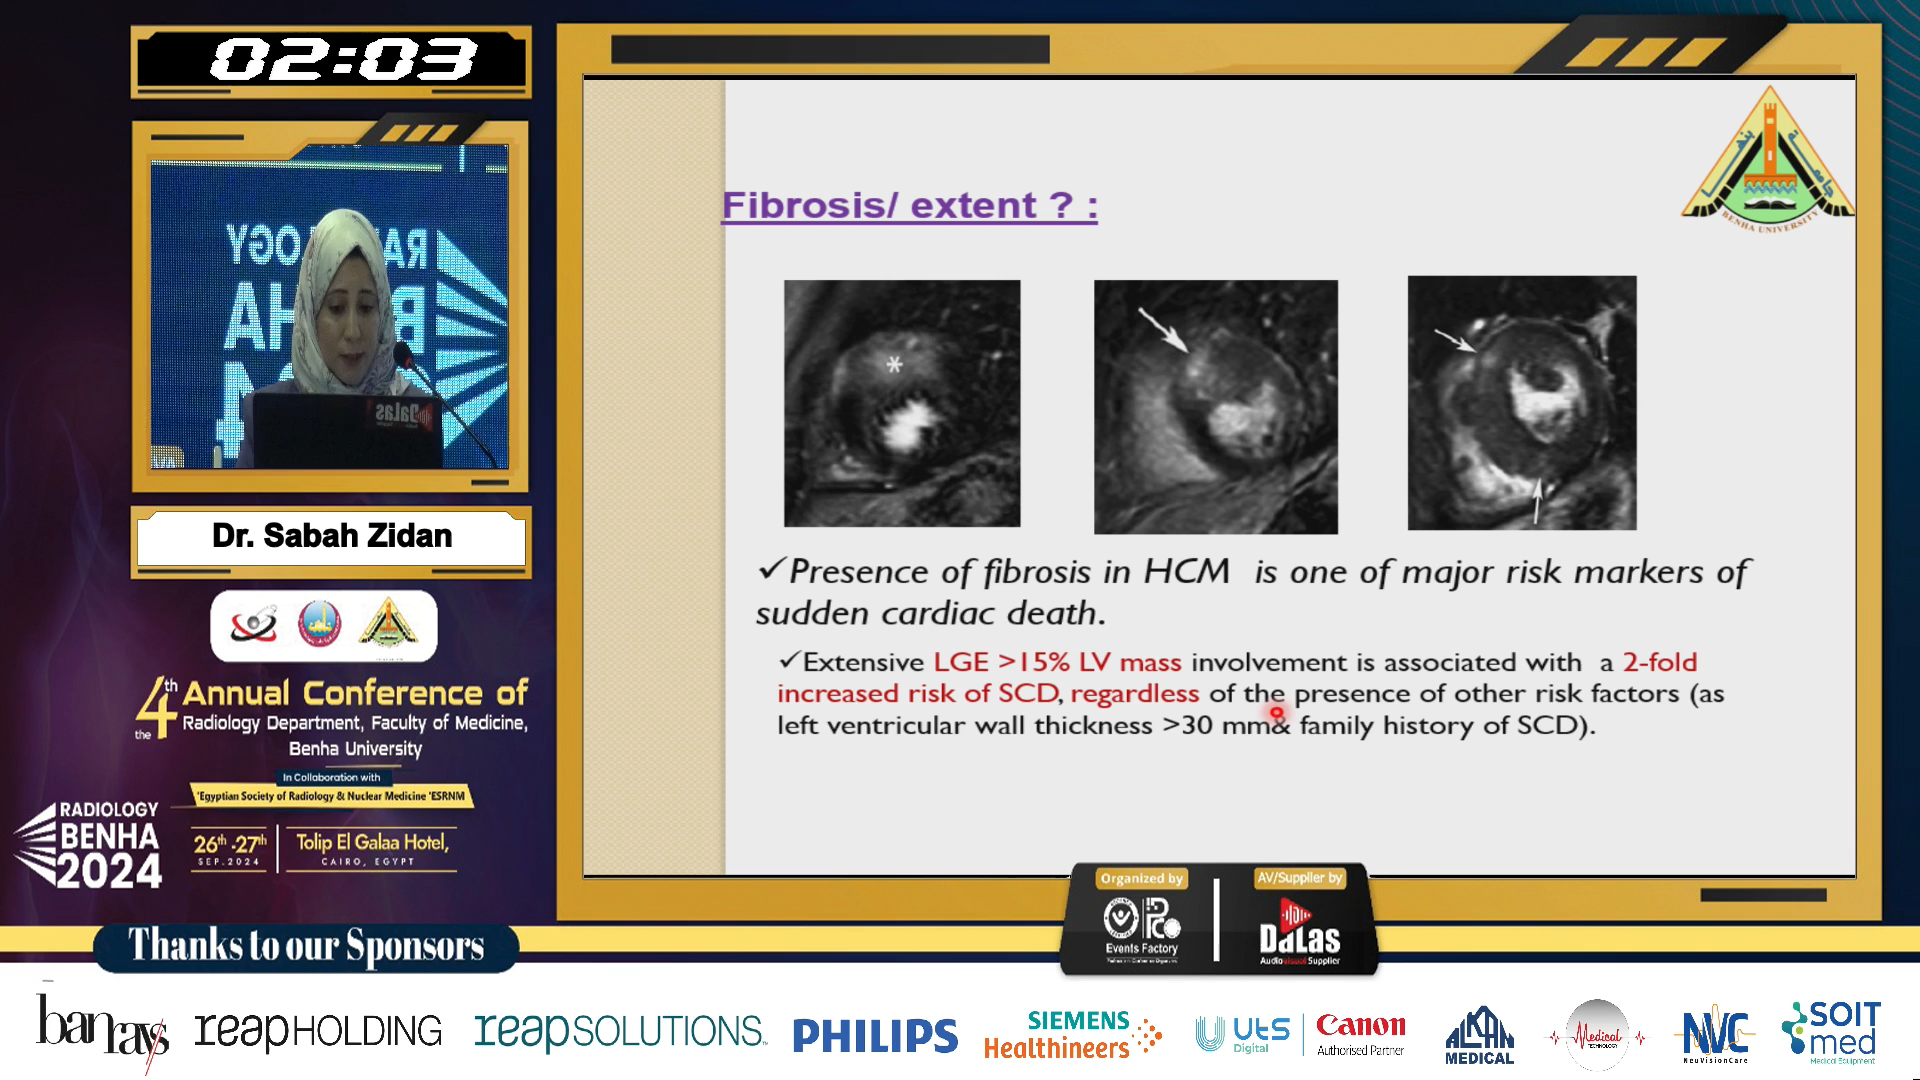 02:03
Dr. Sabah Zidan
the 4th Annual Conference of
Radiology Department, Faculty of Medicine,
Benha University
In Collaboration with
'Egyptian Society of Radiology & Nuclear Medicine 'ESRNM
RADIOLOGY
BENHA
2024
26th -27th
SEP.2024
Tolip El Galaa Hotel,
CAIRO, EGYPT
Fibrosis/ extent ? :
BENHA UNIVERSITY
*
✓Presence of fibrosis in HCM is one of major risk markers of
sudden cardiac death.
✓Extensive LGE >15% LV mass involvement is associated with a 2-fold
increased risk of SCD, regardless of the presence of other risk factors (as
left ventricular wall thickness >30 mm& family history of SCD).
Organized by
Events Factory
AV/Supplier by
DaLas
Audiovisual Supplier
Thanks to our Sponsors
banrays
reapHOLDING
reapSOLUTIONS
PHILIPS
SIEMENS
Healthineers
UtS
Digital
Canon
Authorised Partner
ALKAN
MEDICAL
Medical
TECHNOLOGY
NVC
NeuVisionCare
SOIT
med
Medical Equipment